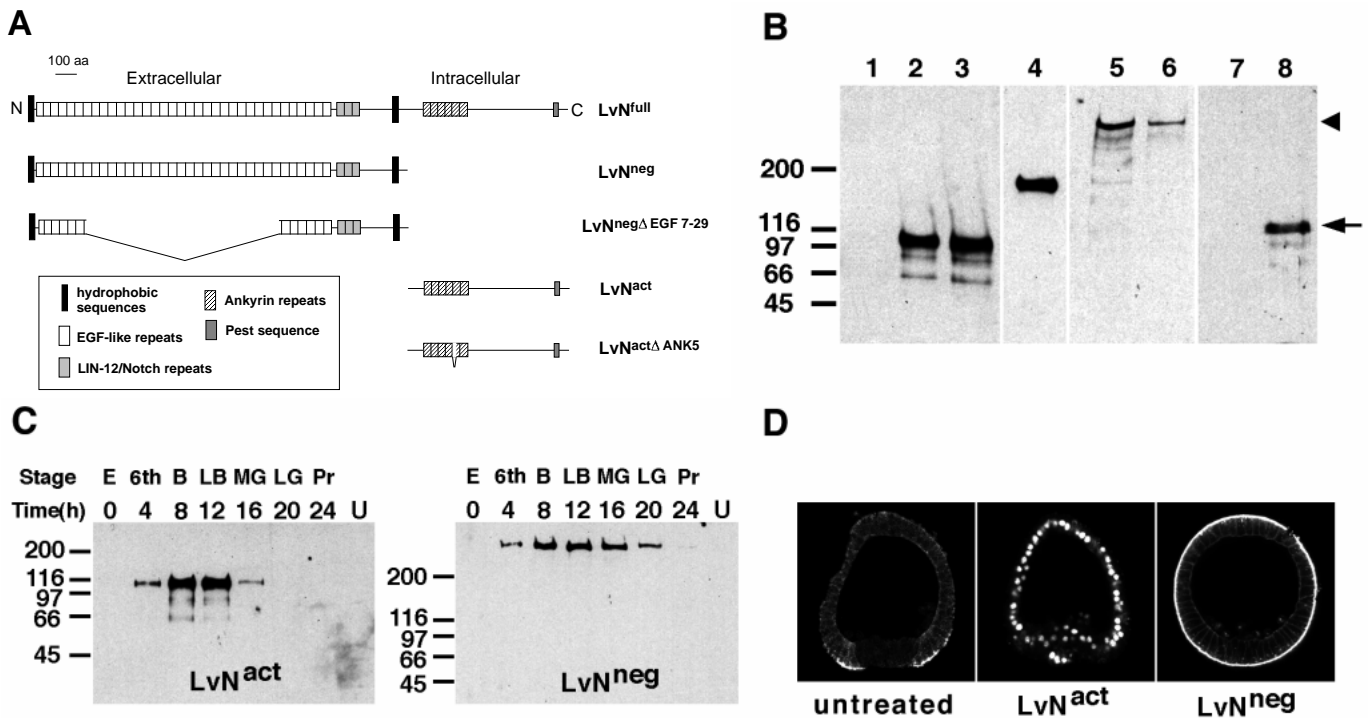 A
100 aa
Extracellular
Intracellular
N
C
LvNfull
LvNneg
LvNnegΔ EGF 7-29
LvNact
LvNactΔ ANK5
hydrophobic
sequences
EGF-like repeats
LIN-12/Notch repeats
Ankyrin repeats
Pest sequence
B
1 2 3 4 5 6 7 8
200
116
97
66
45
C
Stage E 6th B LB MG LG Pr
Time(h) 0 4 8 12 16 20 24 U
200
116
97
66
45
LvNact
E 6th B LB MG LG Pr
0 4 8 12 16 20 24 U
200
116
97
66
45
LvNneg
D
untreated
LvNact
LvNneg